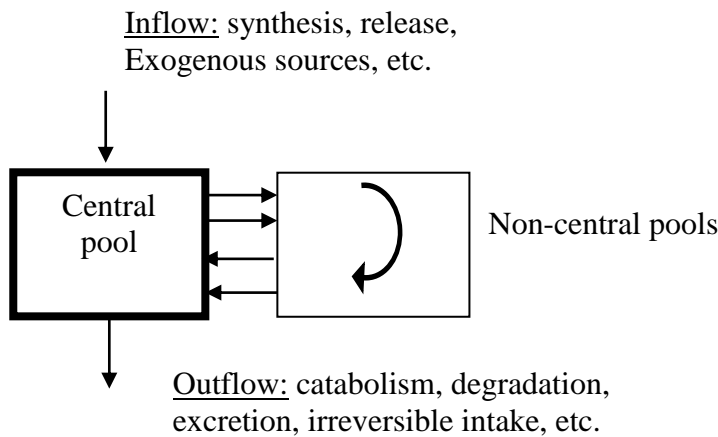 Inflow: synthesis, release,
Exogenous sources, etc.
Central
pool
Non-central pools
Outflow: catabolism, degradation,
excretion, irreversible intake, etc.